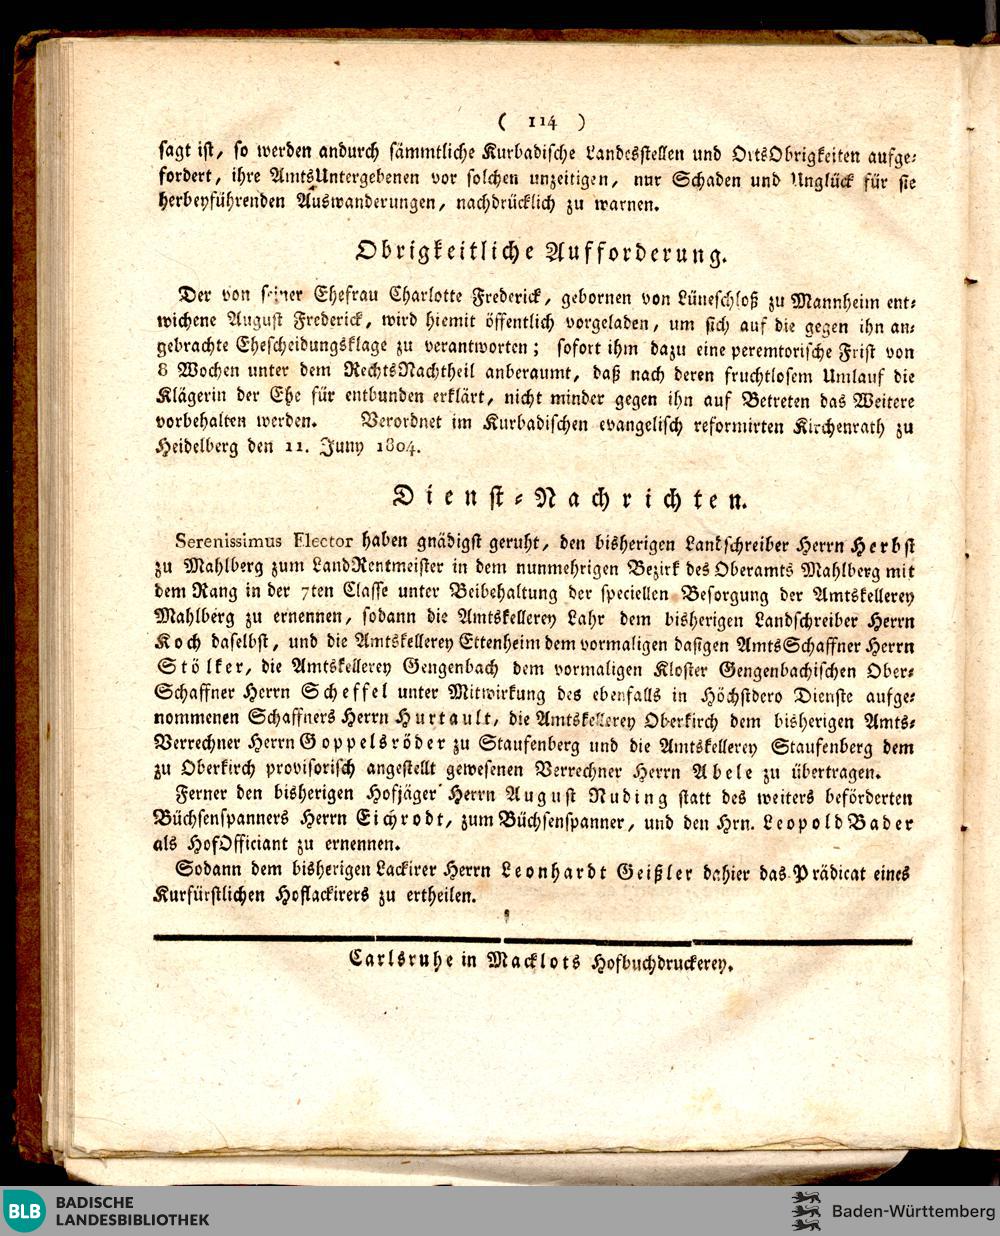 ( 114 )
sagt ist, so werden andurch sämmtliche Kurbadische Landesstellen und OrtsObrigkeiten aufge-
fordert, ihre AmtsUntergebenen vor solchen unzeitigen, nur Schaden und Unglück für sie
herbeyführenden Auswanderungen, nachdrücklich zu warnen.
Obrigkeitliche Aufforderung.
Der von seiner Ehefrau Charlotte Frederick, gebornen von Lüneschloß zu Mannheim ent-
wichene August Frederick, wird hiemit öffentlich vorgeladen, um sich auf die gegen ihn an-
gebrachte Ehescheidungsklage zu verantworten; sofort ihm dazu eine peremtorische Frist von
8 Wochen unter dem RechtsNachtheil anberaumt, daß nach deren fruchtlosem Umlauf die
Klägerin der Ehe für entbunden erklärt, nicht minder gegen ihn auf Betreten das Weitere
vorbehalten werden. Verordnet im Kurbadischen evangelisch reformirten Kirchenrath zu
Heidelberg den 11. Juny 1804.
Dienst-Nachrichten.
Serenissimus Elector haben gnädigst geruht, den bisherigen Landschreiber Herrn Herbst
zu Mahlberg zum LandRentmeister in dem nunmehrigen Bezirk des Oberamts Mahlberg mit
dem Rang in der 7ten Classe unter Beibehaltung der speciellen Besorgung der Amtskellerey
Mahlberg zu ernennen, sodann die Amtskellerey Lahr dem bisherigen Landschreiber Herrn
Koch daselbst, und die Amtskellerey Ettenheim dem vormaligen dasigen AmtsSchaffner Herrn
Stölker, die Amtskellerey Gengenbach dem vormaligen Kloster Gengenbachischen Ober-
Schaffner Herrn Scheffel unter Mitwirkung des ebenfalls in Höchstdero Dienste aufge-
nommenen Schaffners Herrn Hurtault, die Amtskellerey Oberkirch dem bisherigen Amts-
Verrechner Herrn Goppelsröder zu Staufenberg und die Amtskellerey Staufenberg dem
zu Oberkirch provisorisch angestellt gewesenen Verrechner Herrn Abele zu übertragen.
Ferner den bisherigen Hofjäger Herrn August Nuding statt des weiters beförderten
Büchsenspanners Herrn Eichrodt, zum Büchsenspanner, und den Hrn. Leopold Bader
als HofOfficiant zu ernennen.
Sodann dem bisherigen Lackirer Herrn Leonhardt Geißler dahier das Prädicat eines
Kurfürstlichen Hoflackirers zu ertheilen.
Carlsruhe in Macklots Hofbuchdruckerey.
BLB BADISCHE
LANDESBIBLIOTHEK
Baden-Württemberg